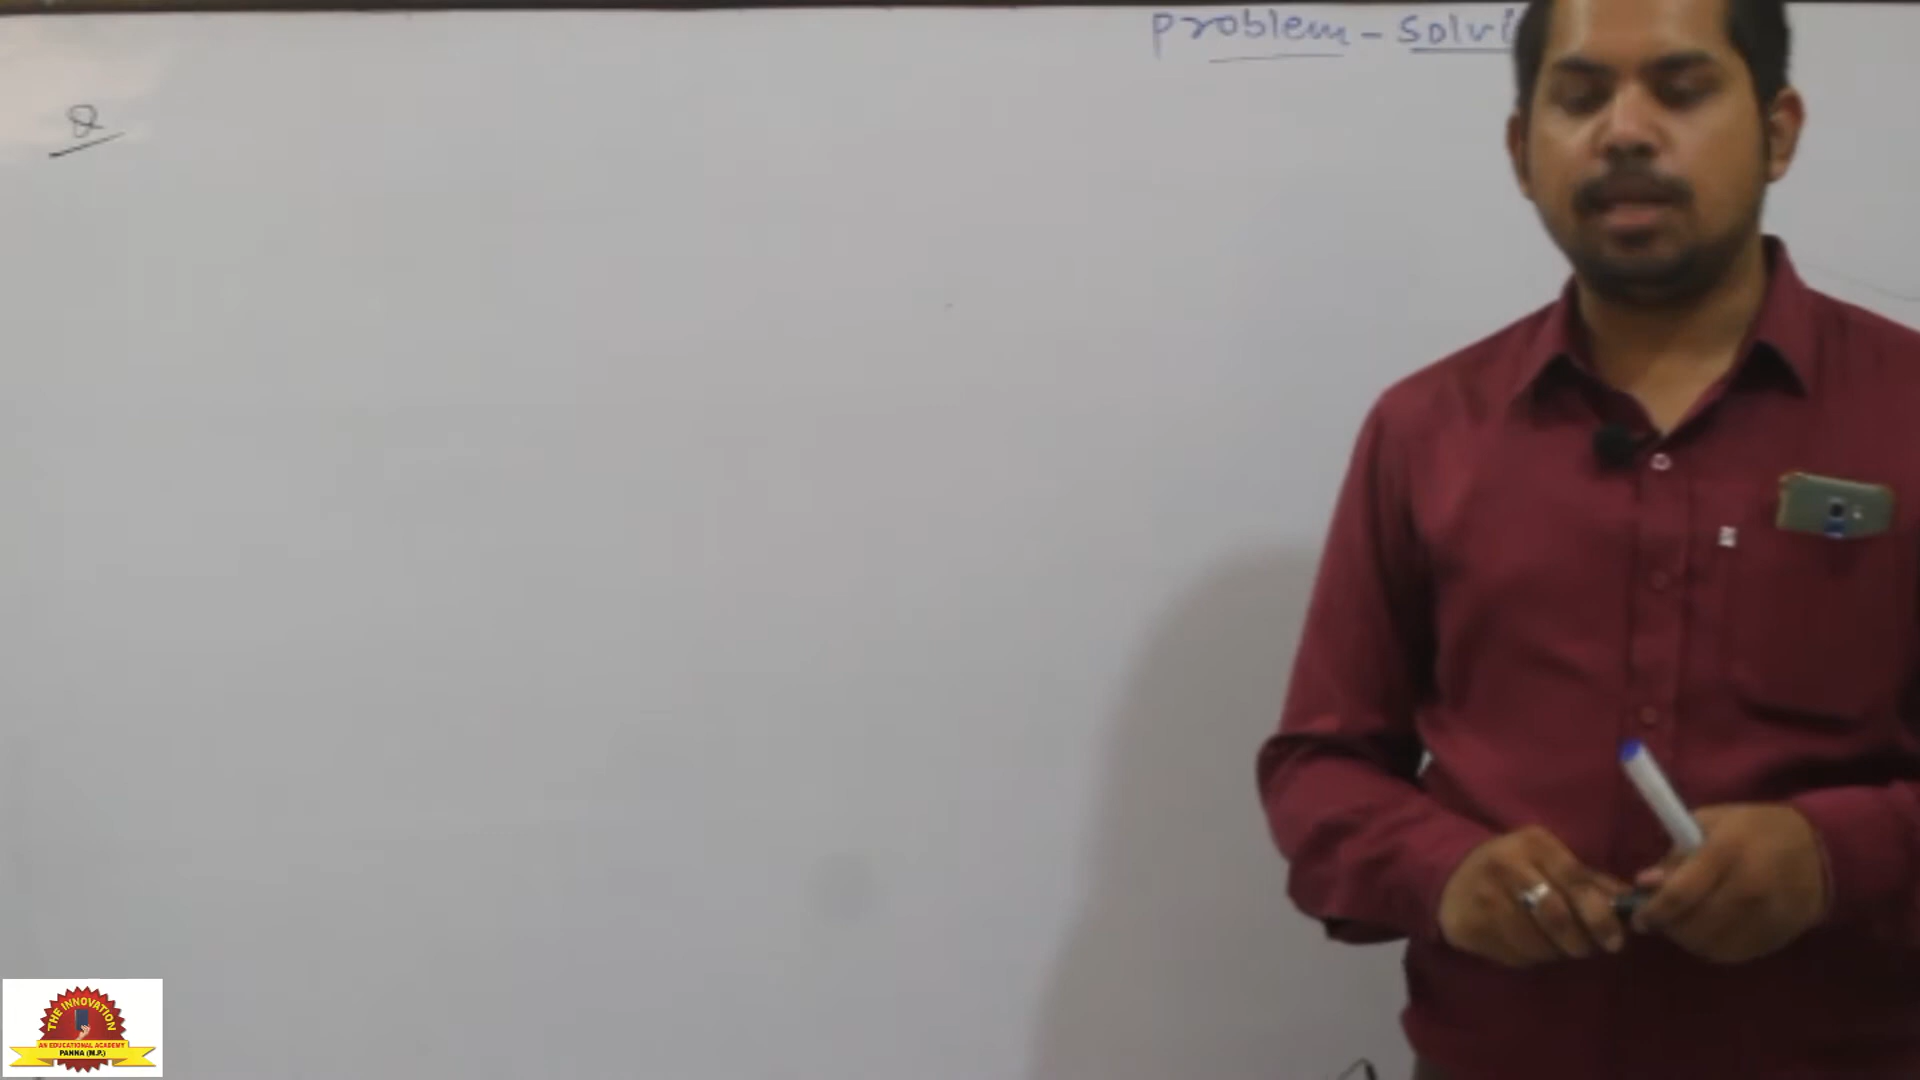 problem - solvi
Q
THE INNOVATION
AN EDUCATIONAL ACADEMY
PANNA (M.P.)